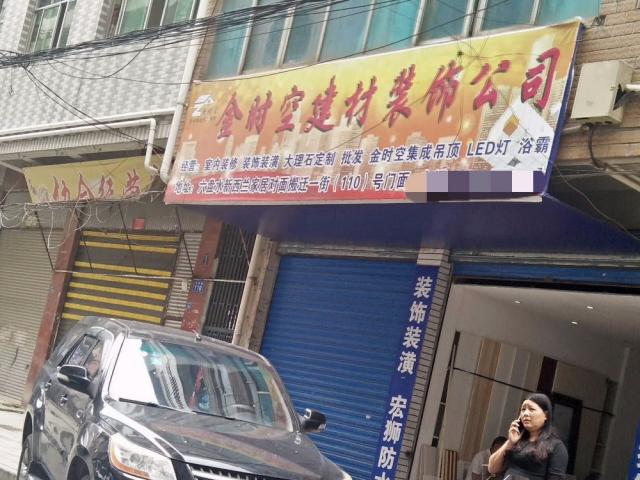 金时空建材装饰公司
经营：室内装修 装饰装潢 大理石定制 批发 金时空集成吊顶 LED灯 浴霸
地址：六盘水新西兰家居对面搬迁一街（110）号门面
装饰装潢 宏狮防水